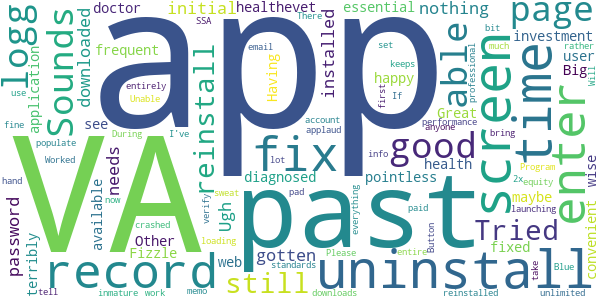 app
VA
past
uninstall
record
screen
enter
time
fix
good
able
still
Tried
page
logg
Sounds
reinstall
initial
healthevet
essential
nothing
doctor
frequent
downloaded
application
see
installed
happy
investment
Big
user
Great
health
diagnosed
pointless
maybe
Wise
fixed
convenient
needs
available
password
terribly
Other
Fizzle
Ugh
web
gotten
Having
SSA
There
email
set
keeps
bit
much
rather
professional
first
If
anyone
performance
account
applaud
I've
During
Unable
entirely
use
fine
populate
Worked
hand
now
crashed
tell
inmature
work
memo
verify
loading
sweat
lot
info
pad
paid
everything
standards
Please
entire
downloads
Button
reinstalled
launching
2x
equity
Program
Will
bring
take
Blue
unlimited